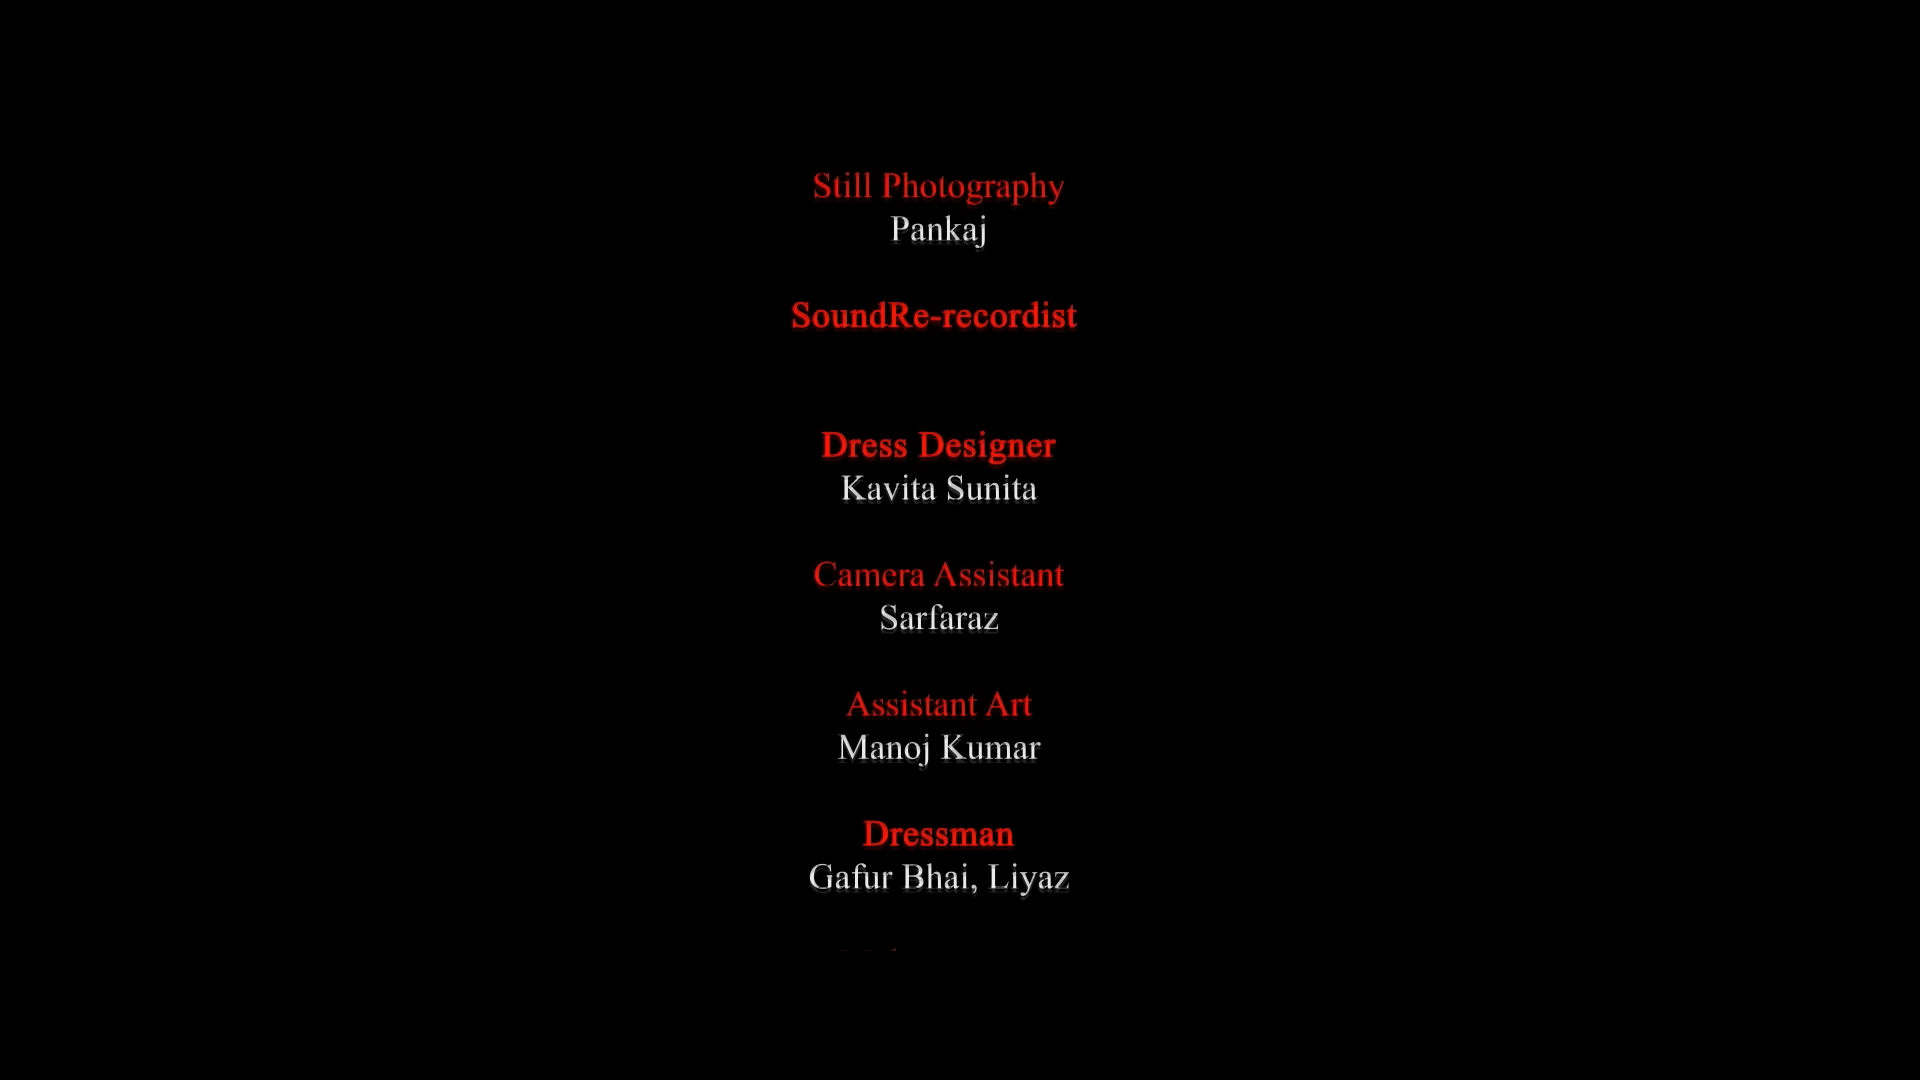 Still Photography
Pankaj
SoundRe-recordist
Dress Designer
Kavita Sunita
Camera Assistant
Sarfaraz
Assistant Art
Manoj Kumar
Dressman
Gafur Bhai, Liyaz